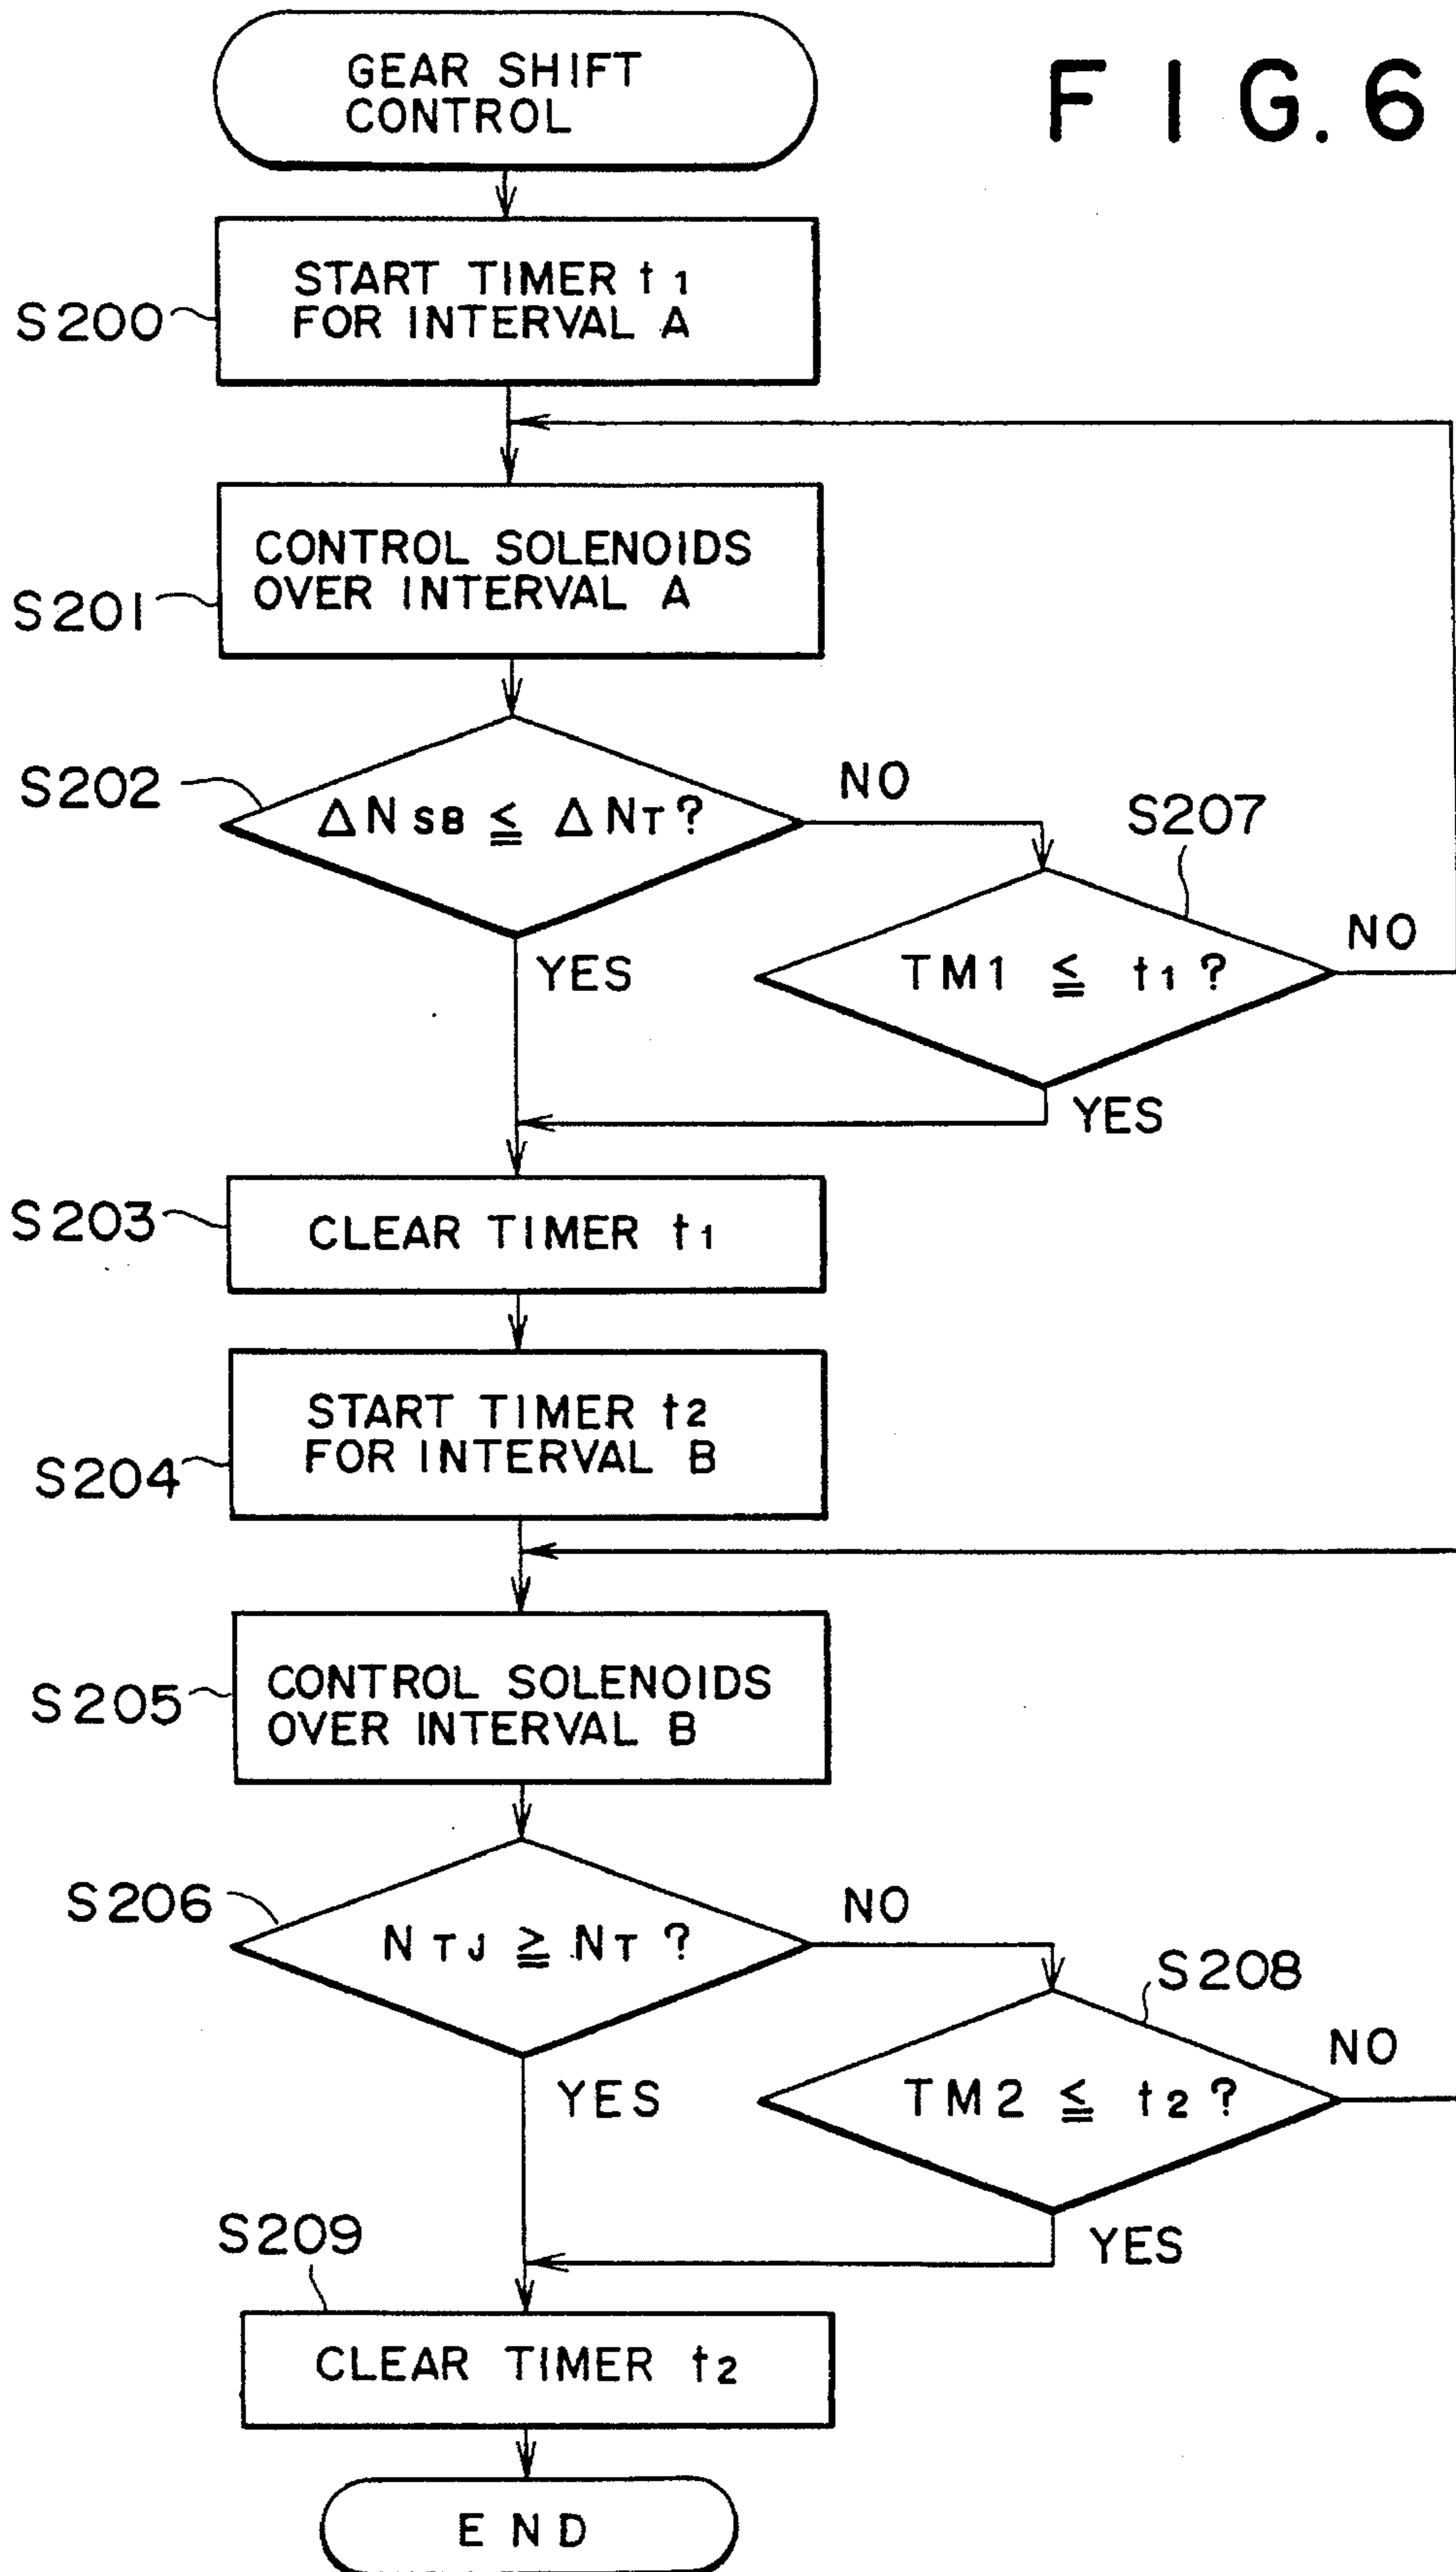 GEAR SHIFT
CONTROL
FIG. 6
START TIMER t1
FOR INTERVAL A
S200
CONTROL SOLENOIDS
OVER INTERVAL A
S201
S202
ΔNSB ≦ ΔNT?
NO
S207
TM1 ≦ t1?
NO
YES
YES
S203
CLEAR TIMER t1
START TIMER t2
FOR INTERVAL B
S204
CONTROL SOLENOIDS
OVER INTERVAL B
S205
S206
NTJ ≧ NT?
NO
S208
TM2 ≦ t2?
NO
YES
YES
S209
CLEAR TIMER t2
END